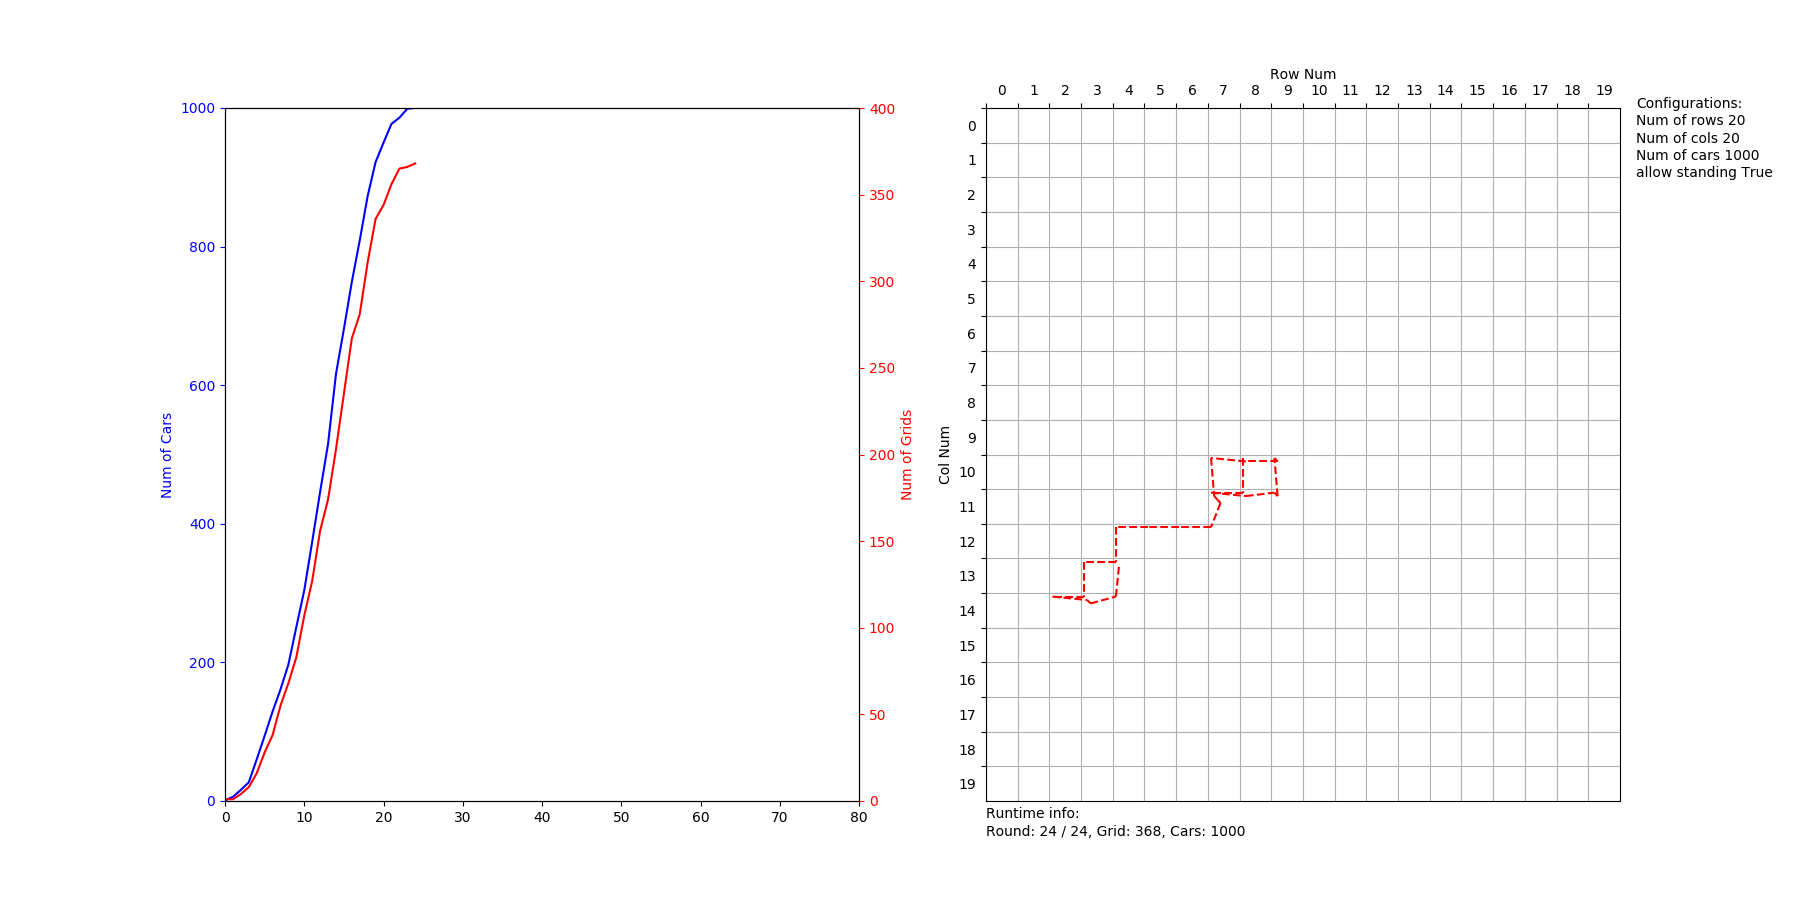 Num of Cars
1000
800
600
400
200
0
0 10 20 30 40 50 60 70 80
400
350
300
250
200
150
100
50
0
Num of Grids
Row Num
0 1 2 3 4 5 6 7 8 9 10 11 12 13 14 15 16 17 18 19
Col Num
0
1
2
3
4
5
6
7
8
9
10
11
12
13
14
15
16
17
18
19
Configurations:
Num of rows 20
Num of cols 20
Num of cars 1000
allow standing True
Runtime info:
Round: 24 / 24, Grid: 368, Cars: 1000